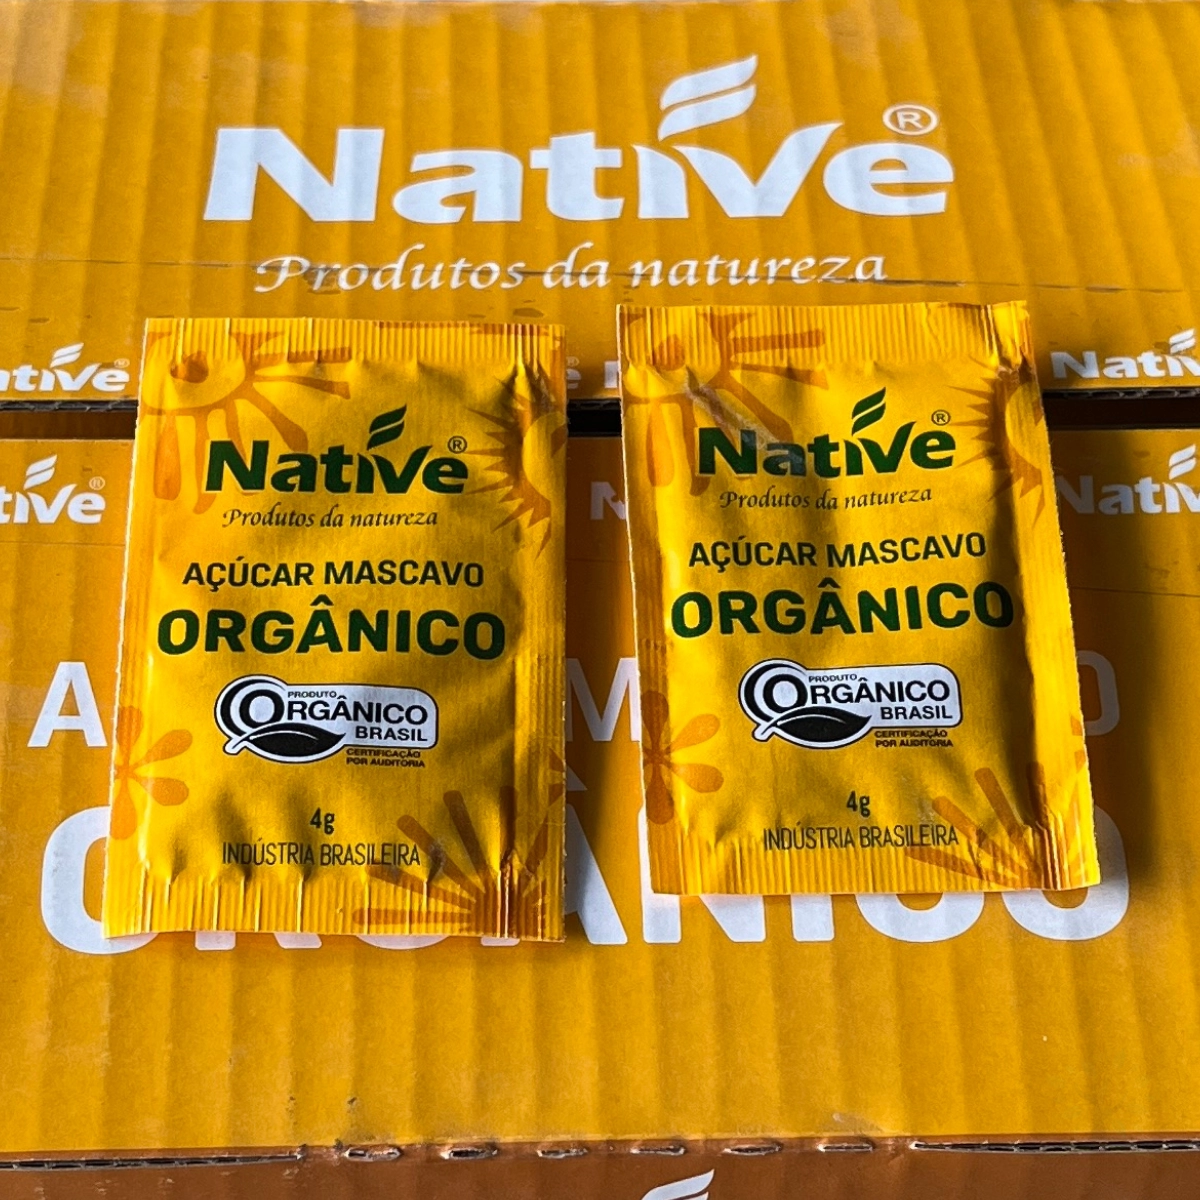 Native®
Produtos da natureza
Native®
Native
Native®
Native
Native®
Produtos da natureza
AÇÚCAR MASCAVO
ORGÂNICO
PRODUTO
ORGÂNICO
BRASIL
CERTIFICAÇÃO
POR AUDITORIA
4g
INDÚSTRIA BRASILEIRA
Native®
Produtos da natureza
AÇÚCAR MASCAVO
ORGÂNICO
PRODUTO
ORGÂNICO
BRASIL
CERTIFICAÇÃO
POR AUDITORIA
4g
INDÚSTRIA BRASILEIRA